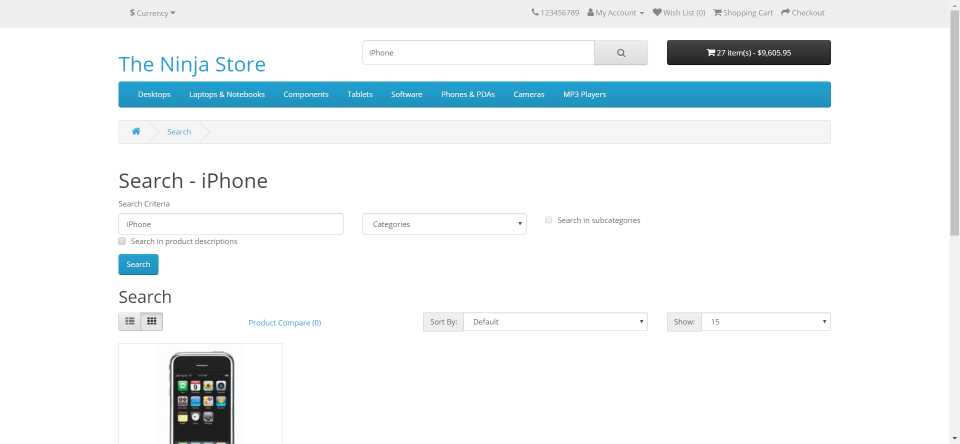 $ Currency
123456789 My Account Wish List (0) Shopping Cart Checkout
The Ninja Store
iPhone
27 item(s) - $9,605.95
Desktops Laptops & Notebooks Components Tablets Software Phones & PDAs Cameras MP3 Players
Search
Search - iPhone
Search Criteria
iPhone
Categories
Search in subcategories
Search in product descriptions
Search
Search
Product Compare (0)
Sort By: Default
Show: 15